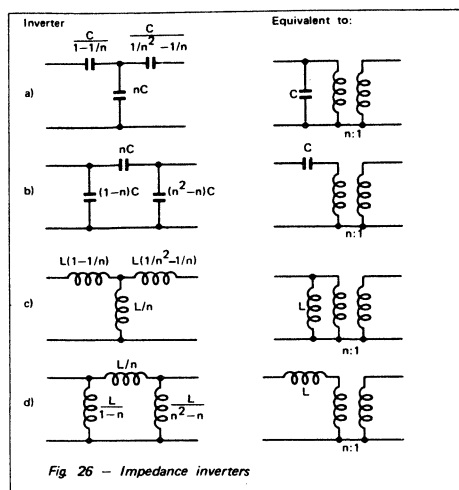 Inverter
Equivalent to:
C
1−1/n
C
1/n² −1/n
a)
nC
C
n:1
nC
C
b)
(1−n)C
(n²−n)C
n:1
L(1−1/n)
L(1/n²−1/n)
c)
L/n
L
n:1
L/n
L
d)
L
1−n
L
n²−n
n:1
Fig. 26 − Impedance inverters